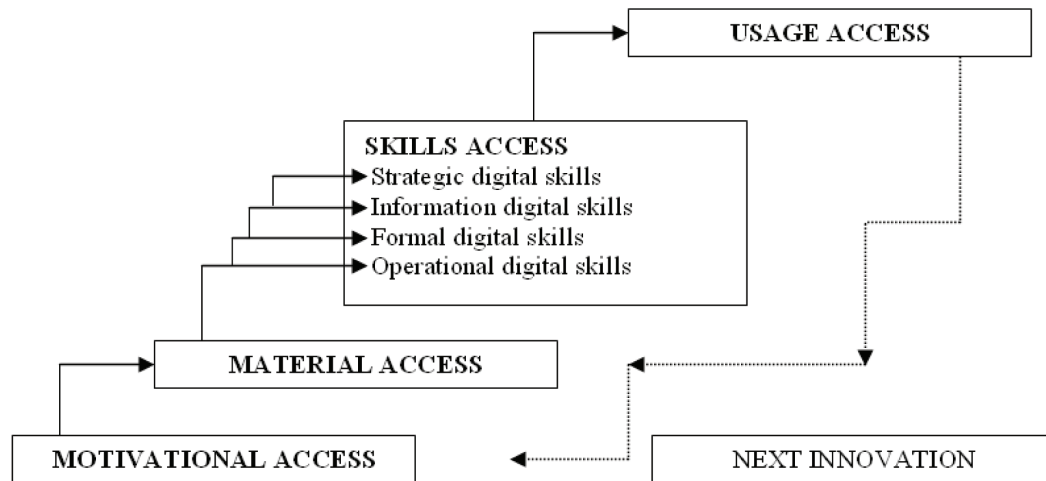 USAGE ACCESS
SKILLS ACCESS
Strategic digital skills
Information digital skills
Formal digital skills
Operational digital skills
MATERIAL ACCESS
MOTIVATIONAL ACCESS
NEXT INNOVATION